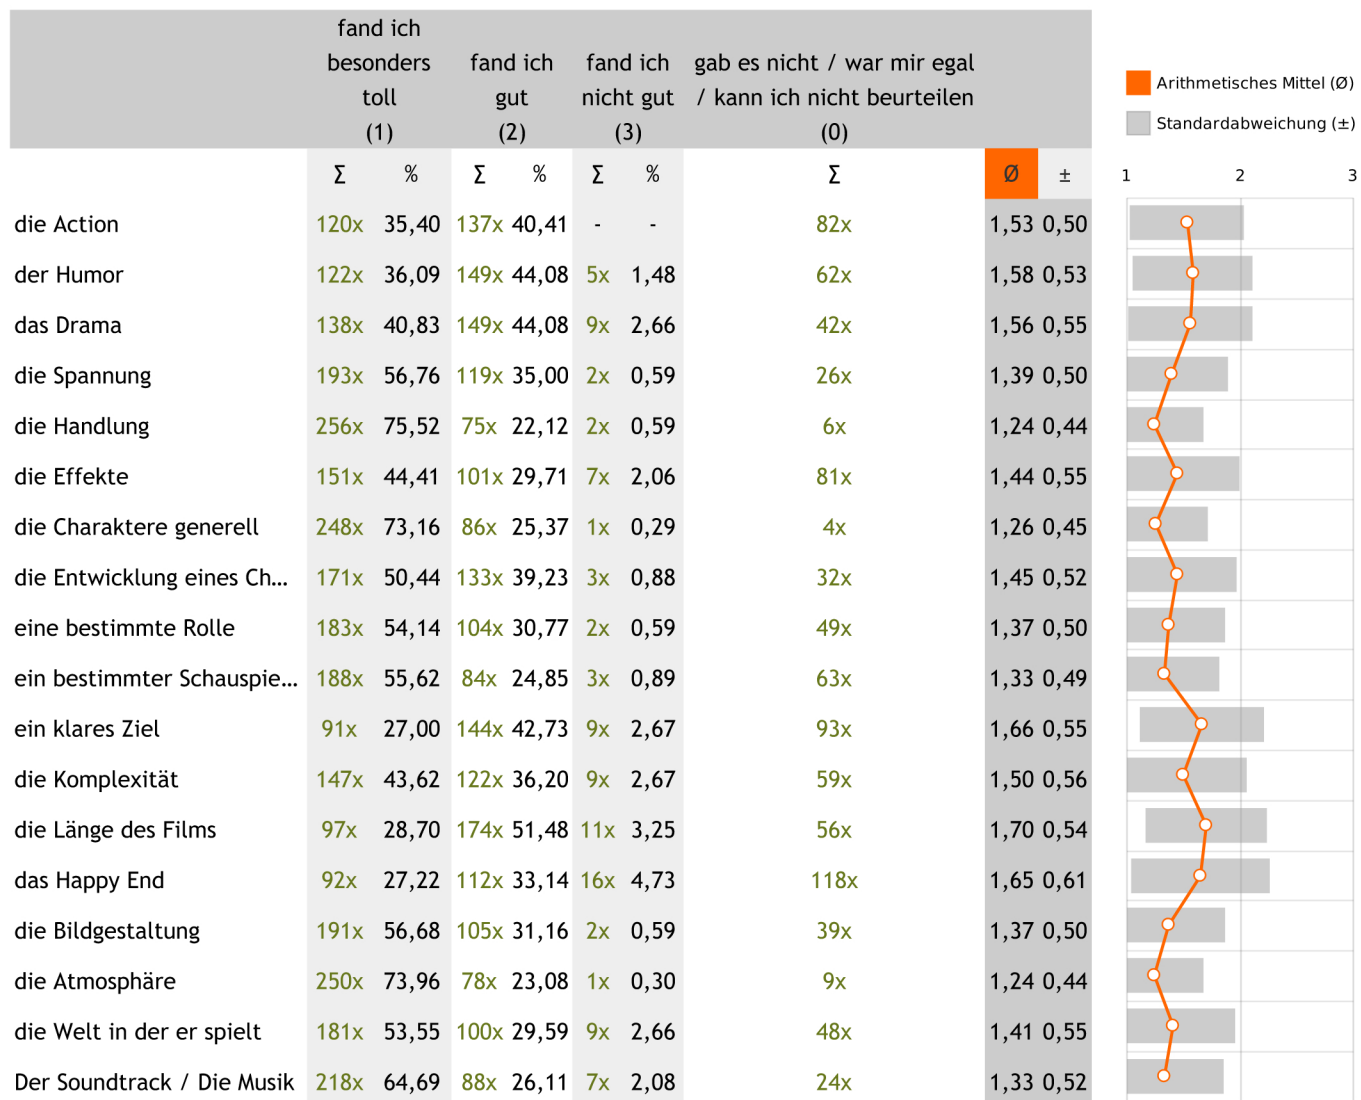 fand ich
besonders fand ich fand ich gab es nicht / war mir egal
toll gut nicht gut / kann ich nicht beurteilen
(1) (2) (3) (0)
Arithmetisches Mittel (Ø)
Standardabweichung (±)
Σ % Σ % Σ % Σ Ø ± 1 2 3
die Action 120x 35,40 137x 40,41 - - 82x 1,53 0,50
der Humor 122x 36,09 149x 44,08 5x 1,48 62x 1,58 0,53
das Drama 138x 40,83 149x 44,08 9x 2,66 42x 1,56 0,55
die Spannung 193x 56,76 119x 35,00 2x 0,59 26x 1,39 0,50
die Handlung 256x 75,52 75x 22,12 2x 0,59 6x 1,24 0,44
die Effekte 151x 44,41 101x 29,71 7x 2,06 81x 1,44 0,55
die Charaktere generell 248x 73,16 86x 25,37 1x 0,29 4x 1,26 0,45
die Entwicklung eines Ch... 171x 50,44 133x 39,23 3x 0,88 32x 1,45 0,52
eine bestimmte Rolle 183x 54,14 104x 30,77 2x 0,59 49x 1,37 0,50
ein bestimmter Schauspie... 188x 55,62 84x 24,85 3x 0,89 63x 1,33 0,49
ein klares Ziel 91x 27,00 144x 42,73 9x 2,67 93x 1,66 0,55
die Komplexität 147x 43,62 122x 36,20 9x 2,67 59x 1,50 0,56
die Länge des Films 97x 28,70 174x 51,48 11x 3,25 56x 1,70 0,54
das Happy End 92x 27,22 112x 33,14 16x 4,73 118x 1,65 0,61
die Bildgestaltung 191x 56,68 105x 31,16 2x 0,59 39x 1,37 0,50
die Atmosphäre 250x 73,96 78x 23,08 1x 0,30 9x 1,24 0,44
die Welt in der er spielt 181x 53,55 100x 29,59 9x 2,66 48x 1,41 0,55
Der Soundtrack / Die Musik 218x 64,69 88x 26,11 7x 2,08 24x 1,33 0,52